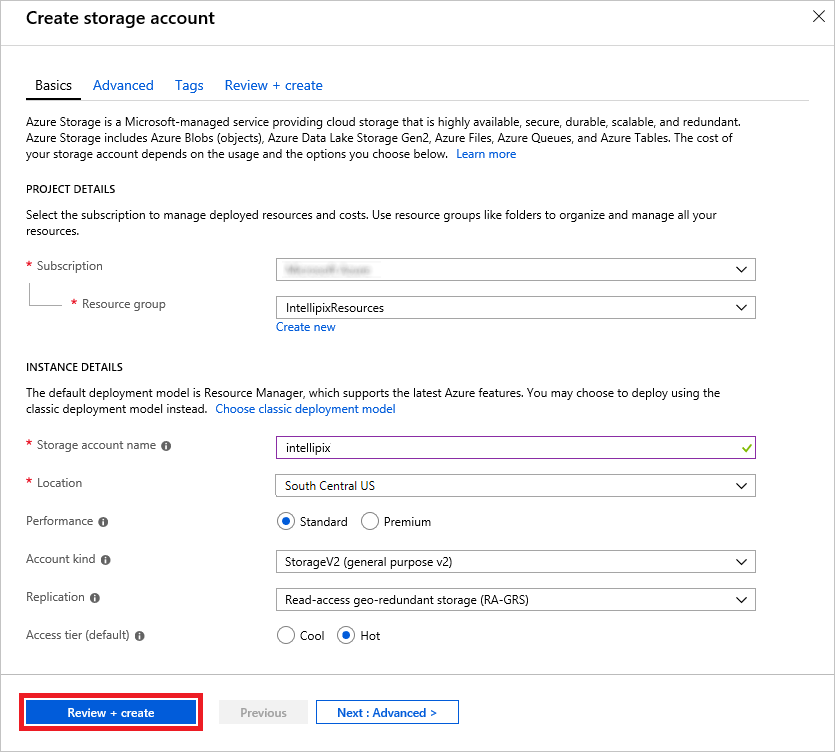 Create storage account
Basics Advanced Tags Review + create
Azure Storage is a Microsoft-managed service providing cloud storage that is highly available, secure, durable, scalable, and redundant.
Azure Storage includes Azure Blobs (objects), Azure Data Lake Storage Gen2, Azure Files, Azure Queues, and Azure Tables. The cost of
your storage account depends on the usage and the options you choose below. Learn more
PROJECT DETAILS
Select the subscription to manage deployed resources and costs. Use resource groups like folders to organize and manage all your
resources.
* Subscription
* Resource group IntellipixResources
Create new
INSTANCE DETAILS
The default deployment model is Resource Manager, which supports the latest Azure features. You may choose to deploy using the
classic deployment model instead. Choose classic deployment model
* Storage account name intellipix
* Location South Central US
Performance Standard Premium
Account kind StorageV2 (general purpose v2)
Replication Read-access geo-redundant storage (RA-GRS)
Access tier (default) Cool Hot
Review + create Previous Next : Advanced >